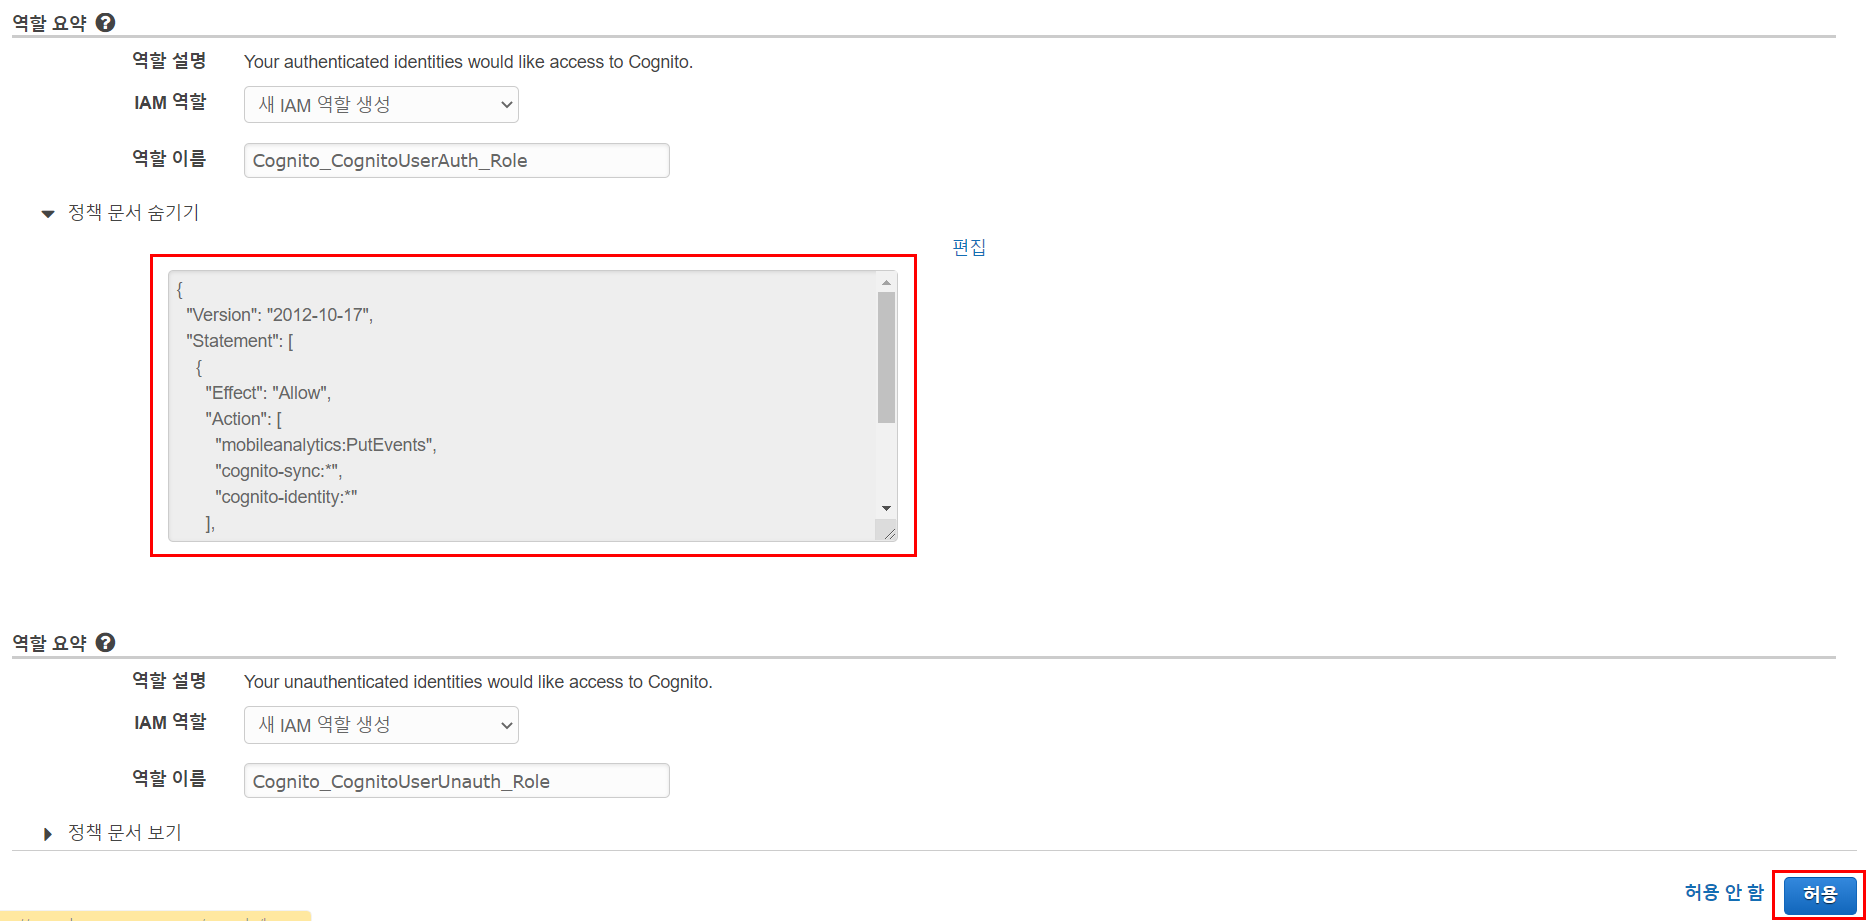 역할 요약
역할 설명 Your authenticated identities would like access to Cognito.
IAM 역할 새 IAM 역할 생성
역할 이름 Cognito_CognitoUserAuth_Role
정책 문서 숨기기
편집
{
"Version": "2012-10-17",
"Statement": [
{
"Effect": "Allow",
"Action": [
"mobileanalytics:PutEvents",
"cognito-sync:*",
"cognito-identity:*"
],
역할 요약
역할 설명 Your unauthenticated identities would like access to Cognito.
IAM 역할 새 IAM 역할 생성
역할 이름 Cognito_CognitoUserUnauth_Role
정책 문서 보기
허용 안 함 허용